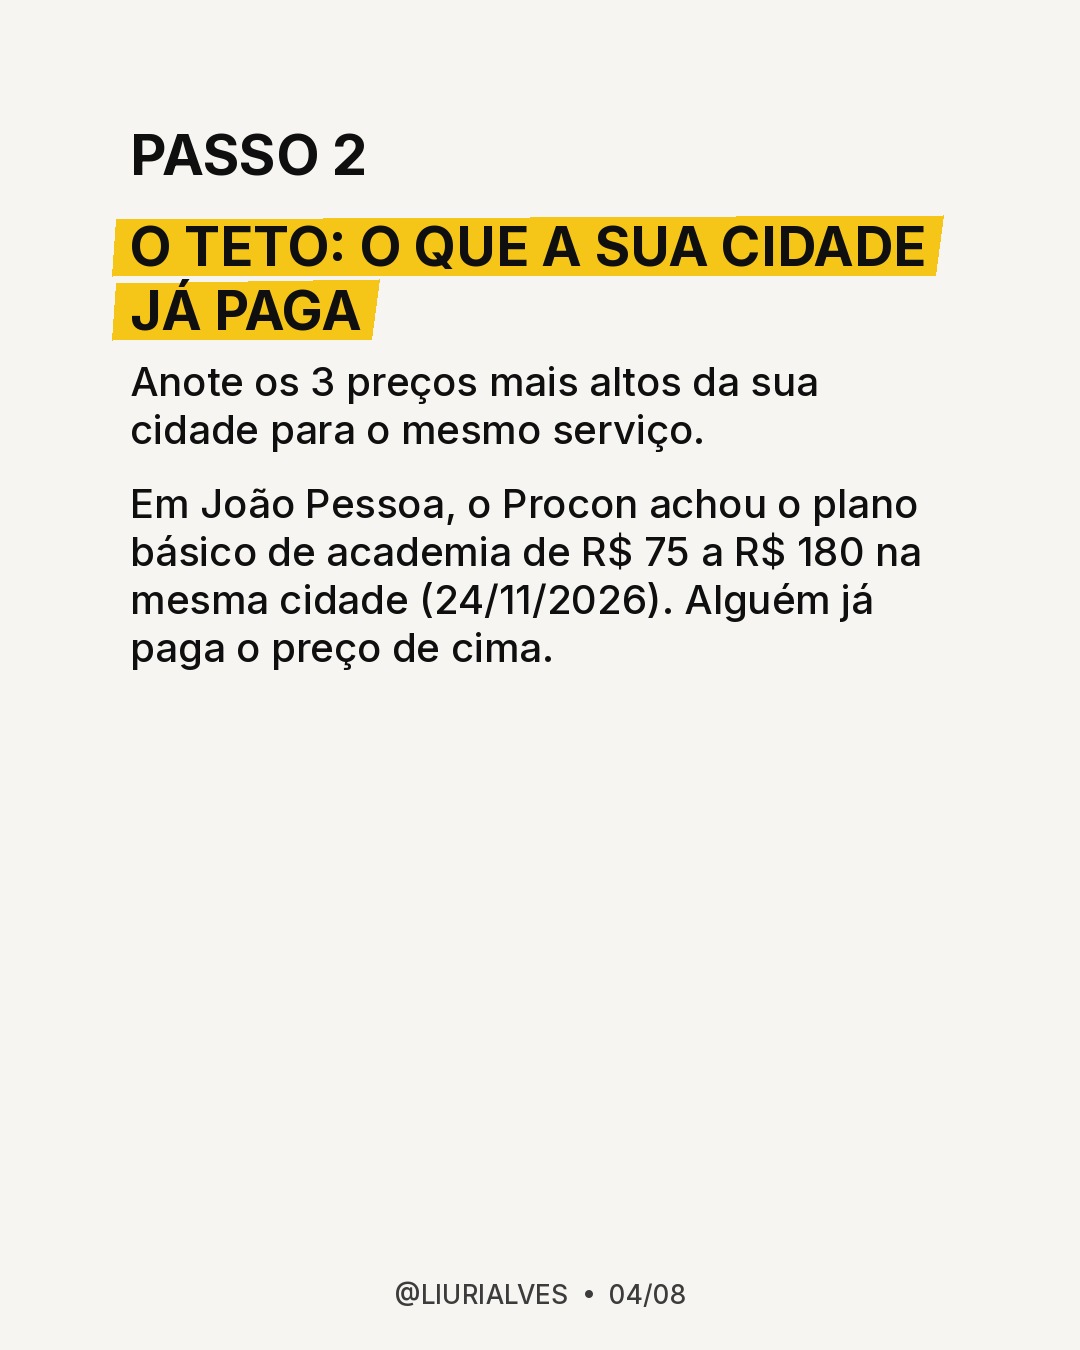 PASSO 2
O TETO: O QUE A SUA CIDADE
JÁ PAGA
Anote os 3 preços mais altos da sua
cidade para o mesmo serviço.
Em João Pessoa, o Procon achou o plano
básico de academia de R$ 75 a R$ 180 na
mesma cidade (24/11/2026). Alguém já
paga o preço de cima.
@LIURIALVES • 04/08